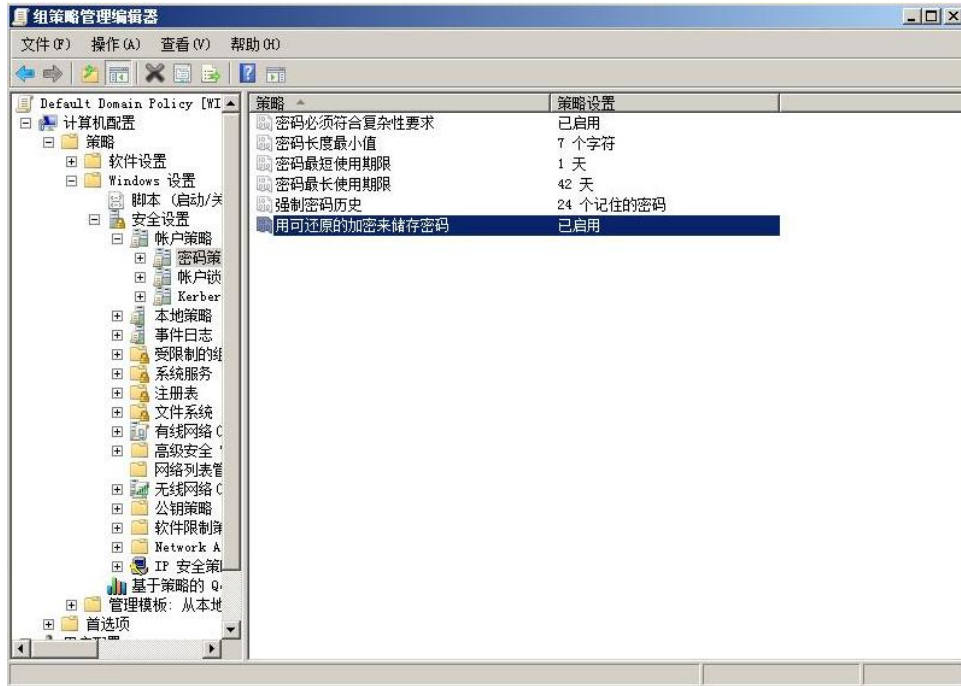 组策略管理编辑器
文件(F) 操作(A) 查看(V) 帮助(H)
Default Domain Policy [WI
计算机配置
策略
软件设置
Windows 设置
脚本 (启动/关
安全设置
帐户策略
密码策
帐户锁
Kerber
本地策略
事件日志
受限制的组
系统服务
注册表
文件系统
有线网络(
高级安全
网络列表管
无线网络(
公钥策略
软件限制策
Network A
IP 安全策
基于策略的 Q
管理模板: 从本地
首选项
策略 策略设置
密码必须符合复杂性要求 已启用
密码长度最小值 7 个字符
密码最短使用期限 1 天
密码最长使用期限 42 天
强制密码历史 24 个记住的密码
用可还原的加密来储存密码 已启用